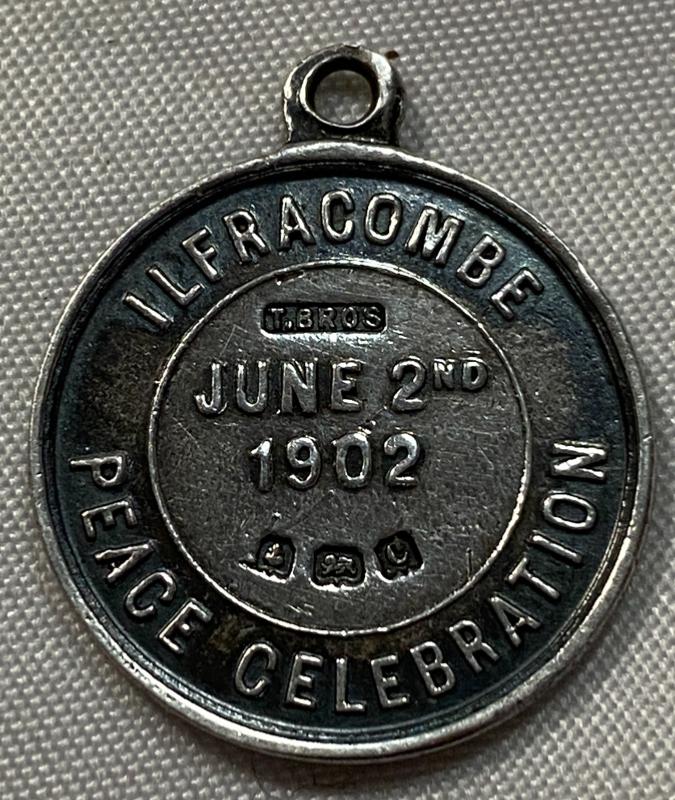 ILFRACOMBE
T.BROS
JUNE 2ND
1902
PEACE CELEBRATION